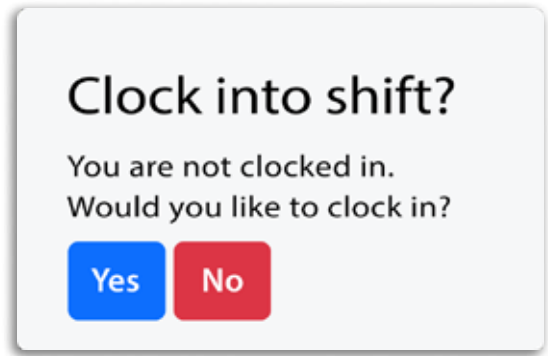 Clock into shift?
You are not clocked in.
Would you like to clock in?
Yes No